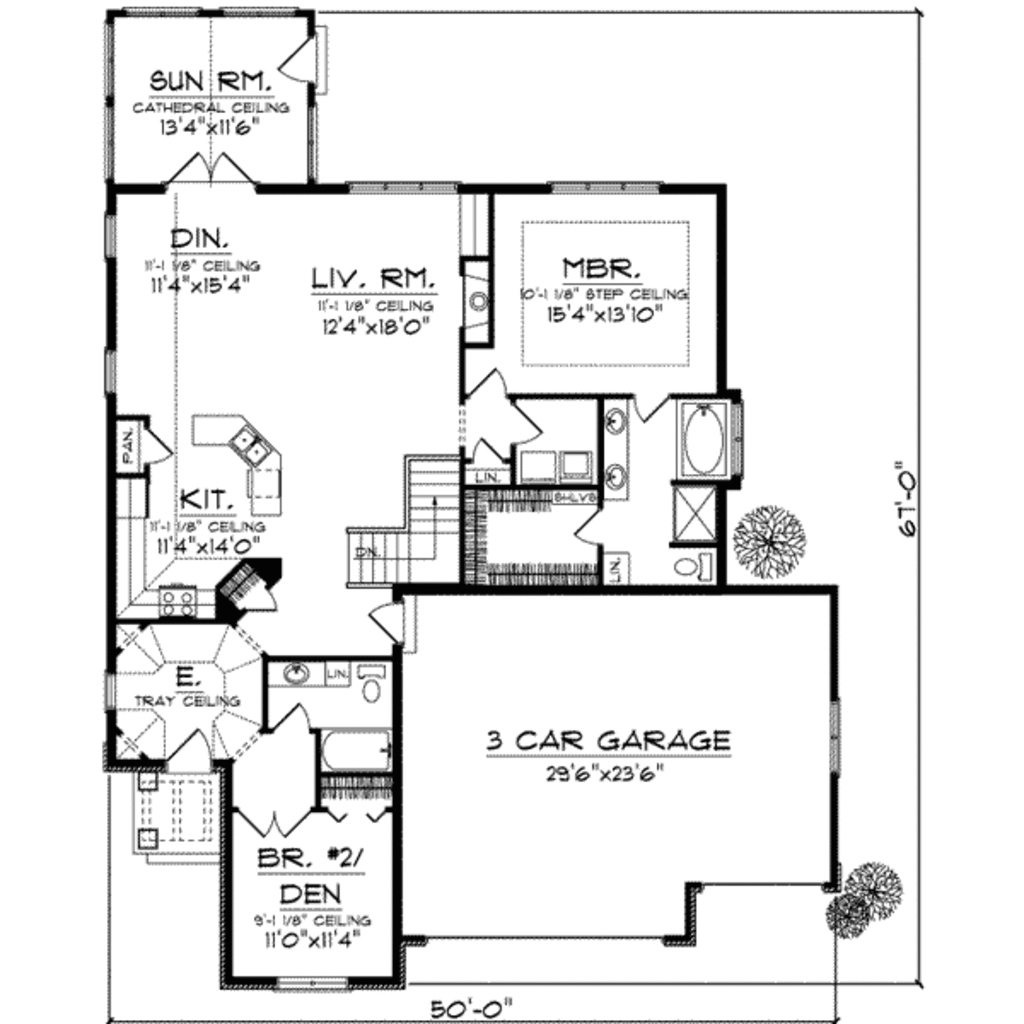 SUN RM.
CATHEDRAL CEILING
13'4"x11'6"
DIN.
11'-1 1/8" CEILING
11'4"x15'4"
LIV. RM.
11'-1 1/8" CEILING
12'4"x18'0"
MBR.
10'-1 1/8" STEP CEILING
15'4"x13'10"
PAN.
LIN.
SHLVS
KIT.
11'-1 1/8" CEILING
11'4"x14'0"
DN.
LIN.
67'-0"
E.
TRAY CEILING
LIN.
3 CAR GARAGE
29'6"x23'6"
BR. #2/
DEN
9'-1 1/8" CEILING
11'0"x11'4"
50'-0"